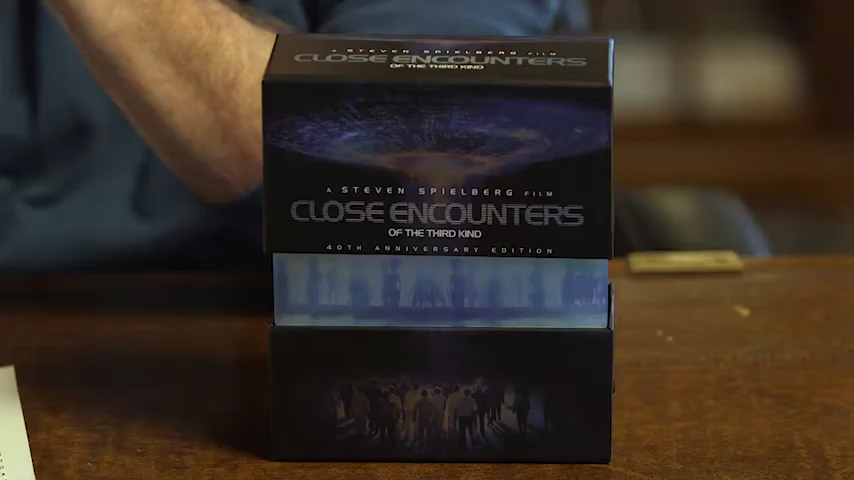 A STEVEN SPIELBERG FILM
CLOSE ENCOUNTERS
OF THE THIRD KIND
A STEVEN SPIELBERG FILM
CLOSE ENCOUNTERS
OF THE THIRD KIND
40TH ANNIVERSARY EDITION